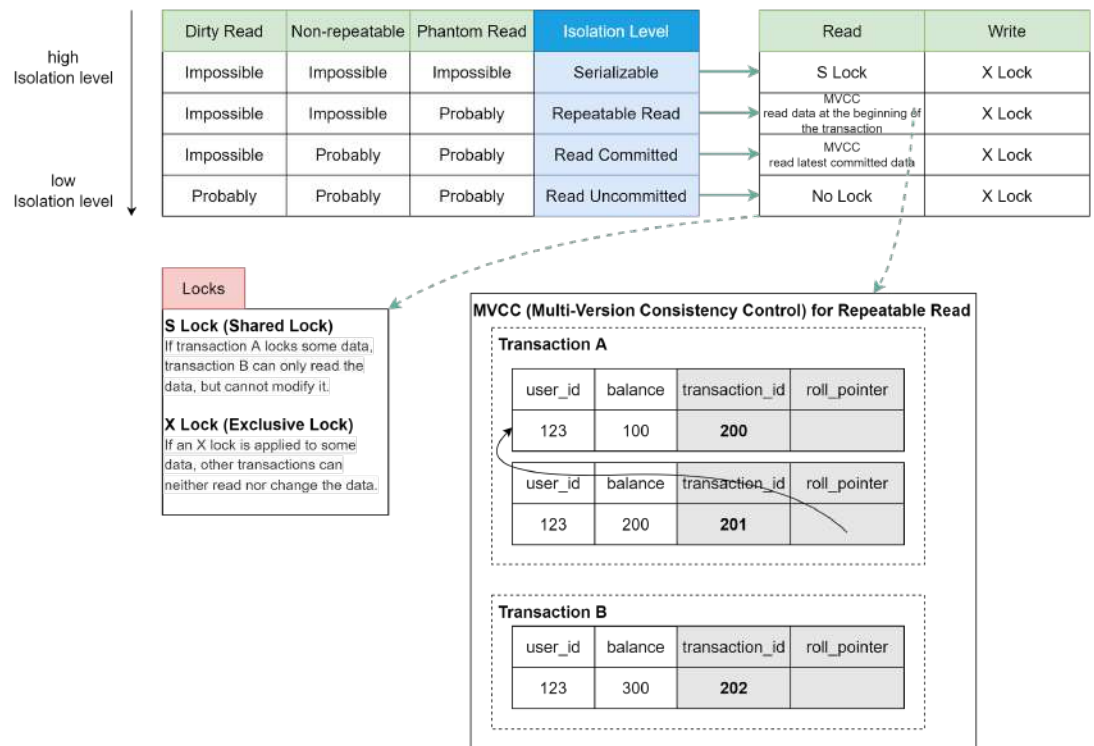 Dirty Read Non-repeatable Phantom Read Isolation Level Read Write
high
Isolation level
Impossible Impossible Impossible Serializable S Lock X Lock
Impossible Impossible Probably Repeatable Read MVCC
read data at the beginning of
the transaction X Lock
Impossible Probably Probably Read Committed MVCC
read latest committed data X Lock
low
Isolation level
Probably Probably Probably Read Uncommitted No Lock X Lock
Locks
S Lock (Shared Lock)
If transaction A locks some data,
transaction B can only read the
data, but cannot modify it.
X Lock (Exclusive Lock)
If an X lock is applied to some
data, other transactions can
neither read nor change the data.
MVCC (Multi-Version Consistency Control) for Repeatable Read
Transaction A
user_id balance transaction_id roll_pointer
123 100 200
user_id balance transaction_id roll_pointer
123 200 201
Transaction B
user_id balance transaction_id roll_pointer
123 300 202